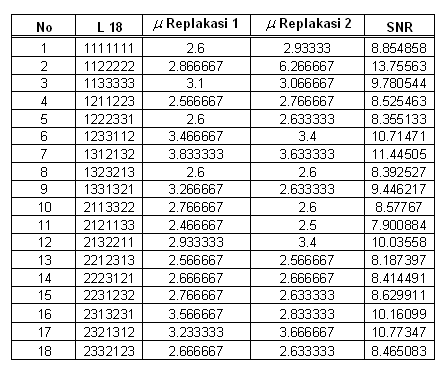 No L 18 μ Replakasi 1 μ Replakasi 2 SNR
1 1111111 2.6 2.93333 8.854858
2 1122222 2.866667 6.266667 13.75563
3 1133333 3.1 3.066667 9.780544
4 1211223 2.566667 2.766667 8.525463
5 1222331 2.6 2.633333 8.355133
6 1233112 3.466667 3.4 10.71471
7 1312132 3.833333 3.633333 11.44505
8 1323213 2.6 2.6 8.392527
9 1331321 3.266667 2.633333 9.446217
10 2113322 2.766667 2.6 8.57767
11 2121133 2.466667 2.5 7.900884
12 2132211 2.933333 3.4 10.03558
13 2212313 2.566667 2.566667 8.187397
14 2223121 2.666667 2.666667 8.414491
15 2231232 2.766667 2.633333 8.629911
16 2313231 3.566667 2.833333 10.16099
17 2321312 3.233333 3.666667 10.77347
18 2332123 2.666667 2.633333 8.465083